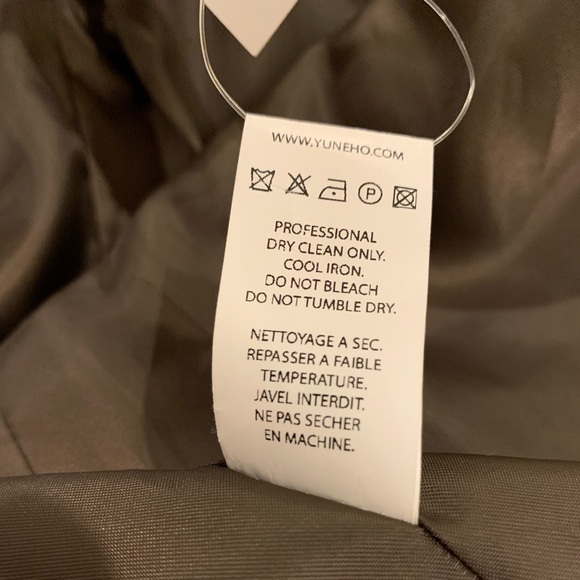 WWW.YUNEHO.COM
P
PROFESSIONAL
DRY CLEAN ONLY.
COOL IRON.
DO NOT BLEACH
DO NOT TUMBLE DRY.
NETTOYAGE A SEC.
REPASSER A FAIBLE
TEMPERATURE.
JAVEL INTERDIT.
NE PAS SECHER
EN MACHINE.